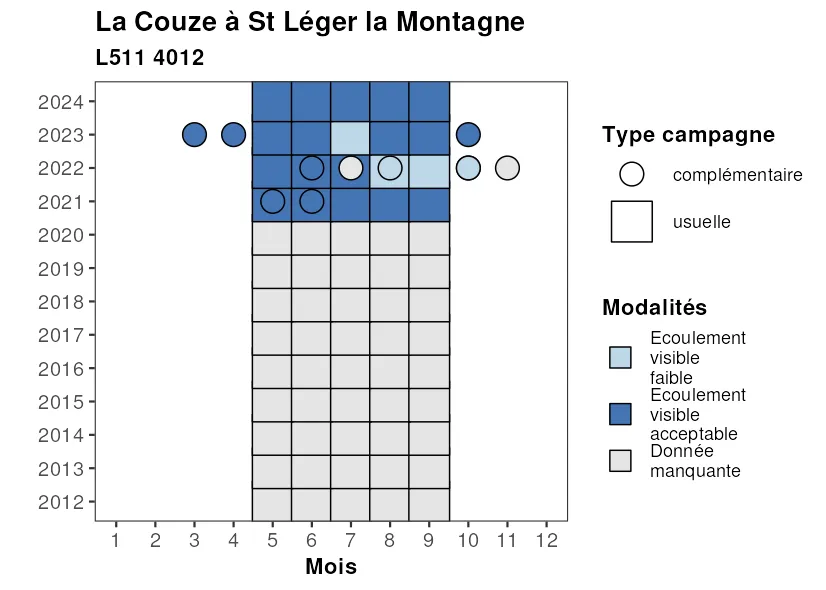 La Couze à St Léger la Montagne
L511 4012
2024
2023
2022
2021
2020
2019
2018
2017
2016
2015
2014
2013
2012
1 2 3 4 5 6 7 8 9 10 11 12
Mois
Type campagne
complémentaire
usuelle
Modalités
Ecoulement
visible
faible
Ecoulement
visible
acceptable
Donnée
manquante